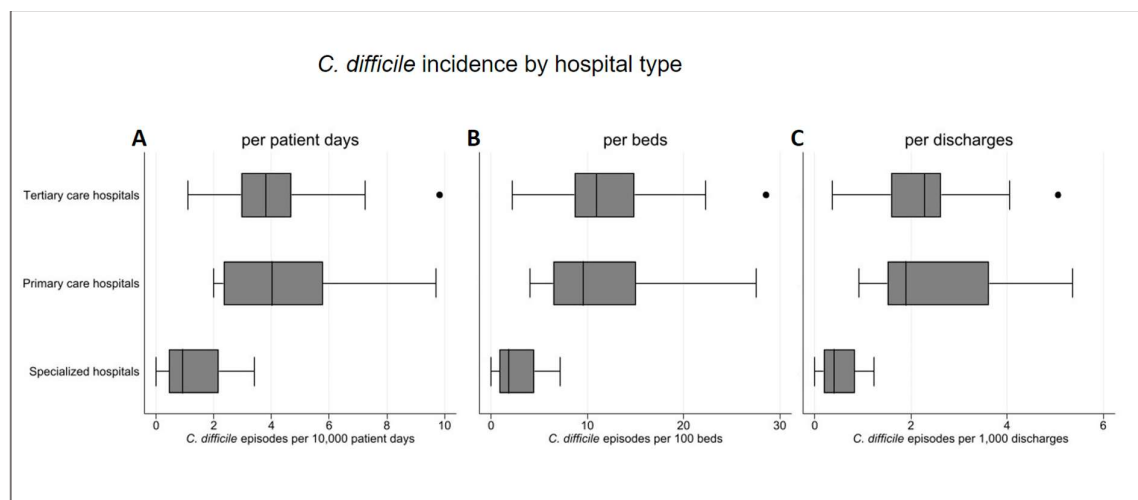 C. difficile incidence by hospital type
A per patient days
B per beds
C per discharges
Tertiary care hospitals
Primary care hospitals
Specialized hospitals
0 2 4 6 8 10
0 10 20 30
0 2 4 6
C. difficile episodes per 10,000 patient days
C. difficile episodes per 100 beds
C. difficile episodes per 1,000 discharges